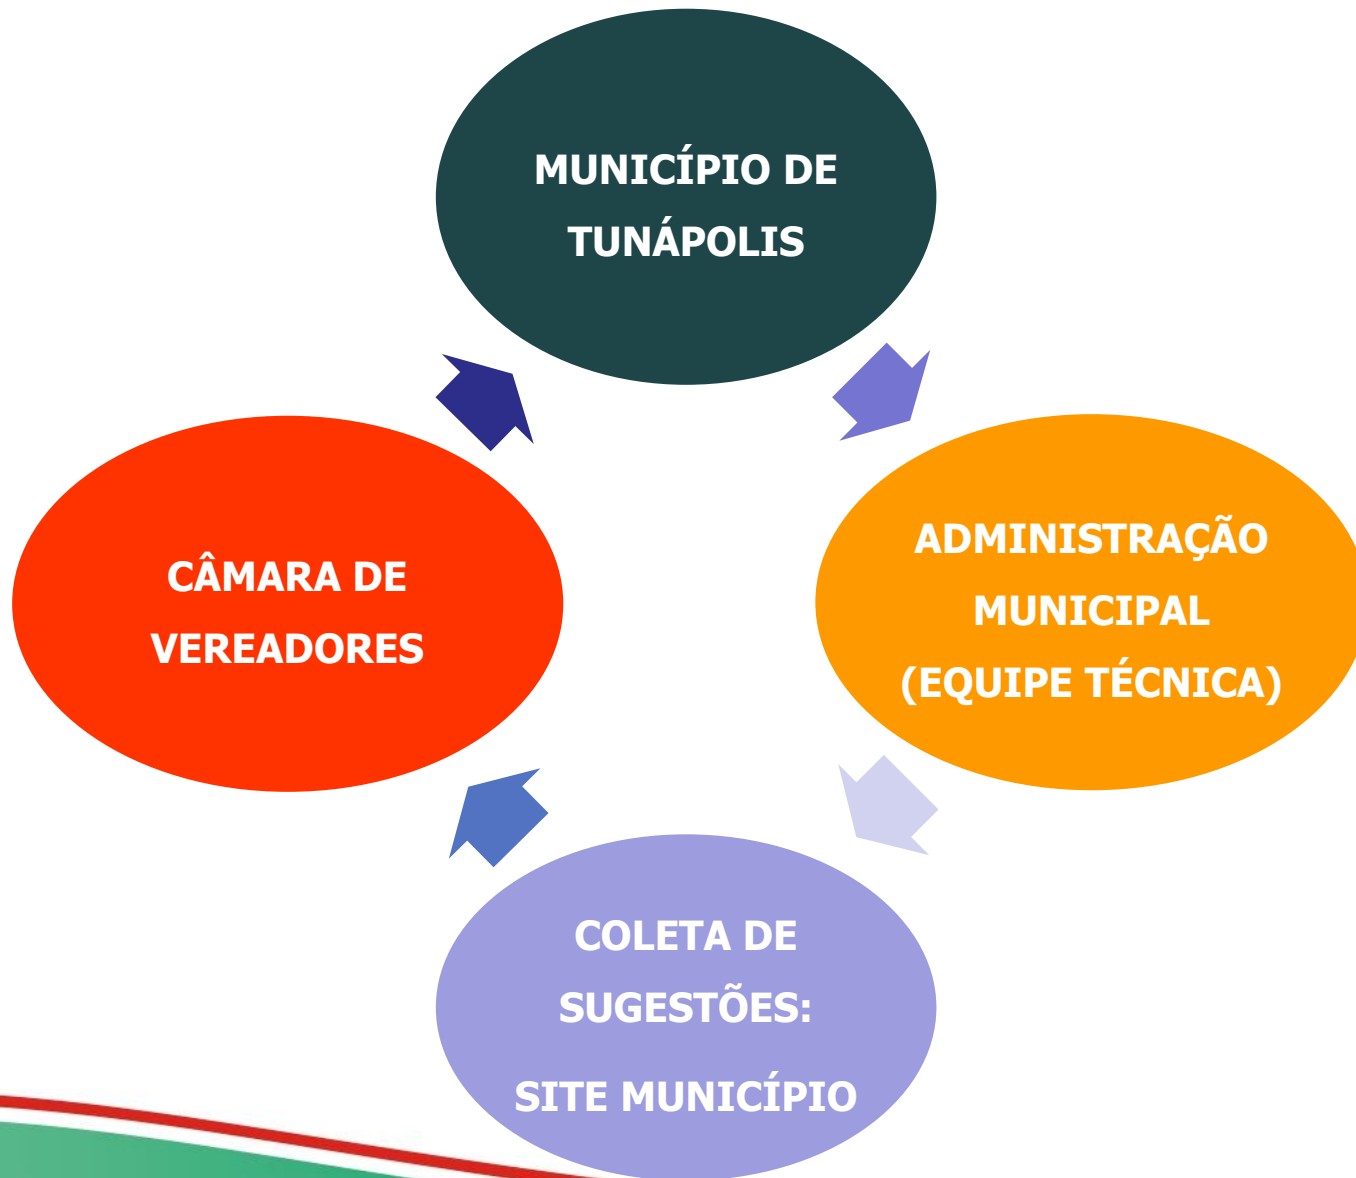 MUNICÍPIO DE
TUNÁPOLIS
ADMINISTRAÇÃO
MUNICIPAL
(EQUIPE TÉCNICA)
COLETA DE
SUGESTÕES:
SITE MUNICÍPIO
CÂMARA DE
VEREADORES